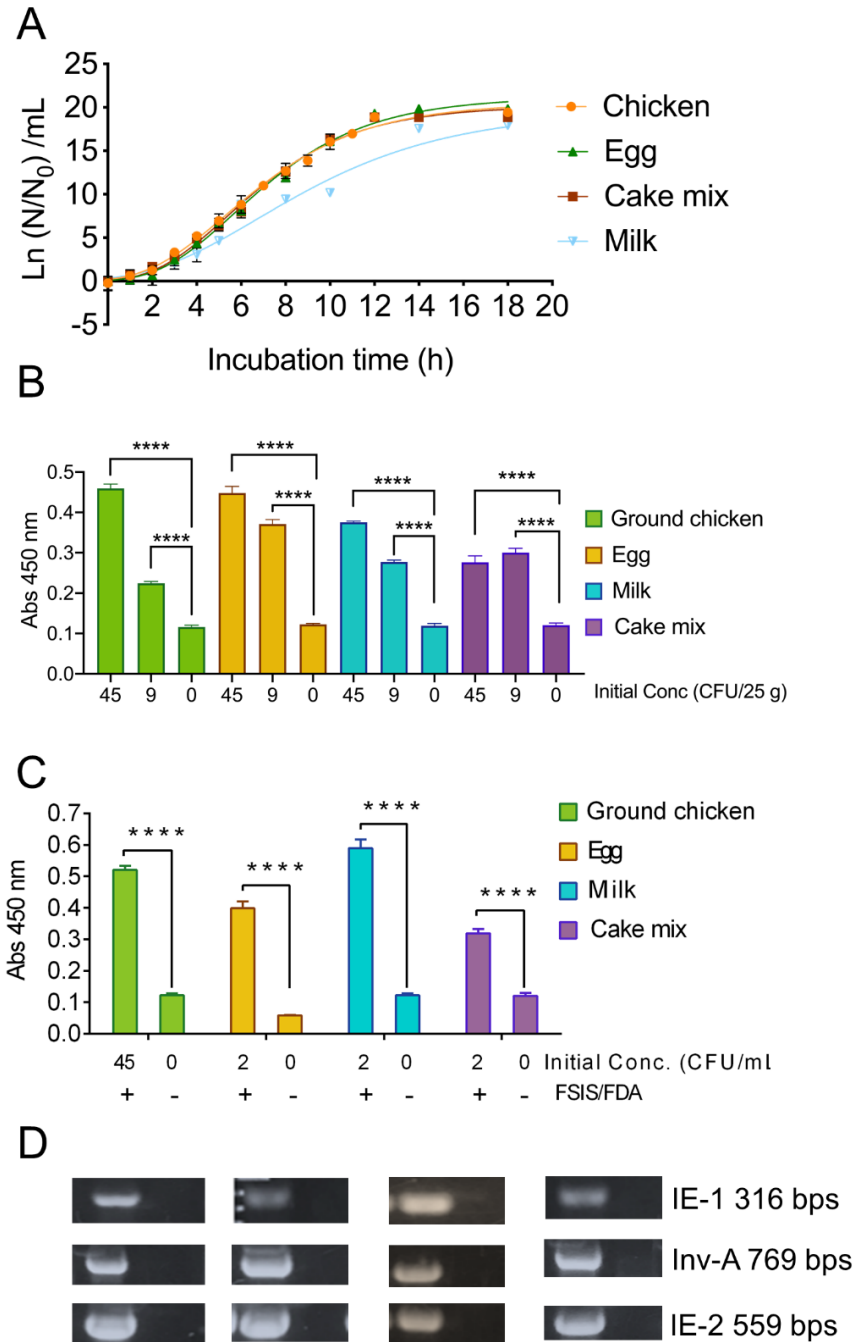 A
Ln (N/N0) /mL
25
20
15
10
5
0
-5
2 4 6 8 10 12 14 16 18 20
Incubation time (h)
Chicken
Egg
Cake mix
Milk
B
Abs 450 nm
0.5
0.4
0.3
0.2
0.1
0.0
**** **** **** ****
**** **** **** ****
45 9 0 45 9 0 45 9 0 45 9 0 Initial Conc (CFU/25 g)
Ground chicken
Egg
Milk
Cake mix
C
Abs 450 nm
0.7
0.6
0.5
0.4
0.3
0.2
0.1
0.0
**** **** **** ****
45 0 2 0 2 0 2 0 Initial Conc. (CFU/mL
+ - + - + - + - FSIS/FDA
Ground chicken
Egg
Milk
Cake mix
D
IE-1 316 bps
Inv-A 769 bps
IE-2 559 bps